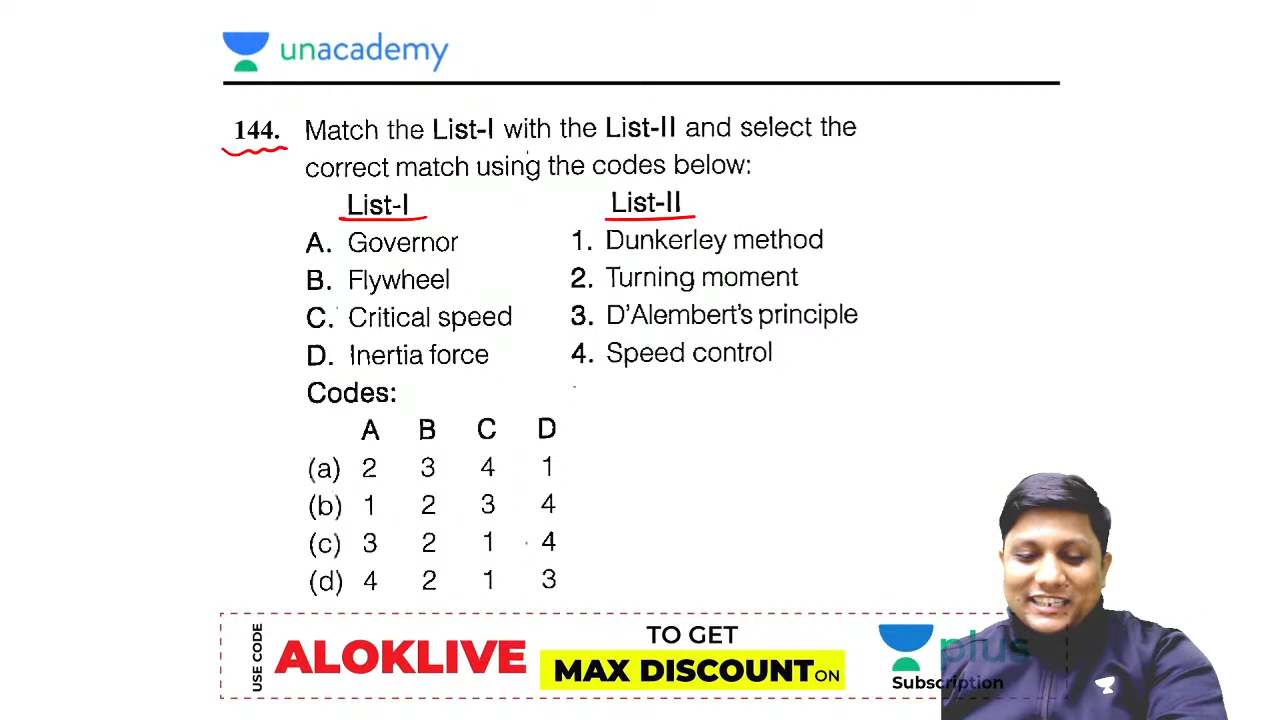 unacademy
144. Match the List-I with the List-II and select the
correct match using the codes below:
List-I List-II
A. Governor 1. Dunkerley method
B. Flywheel 2. Turning moment
C. Critical speed 3. D'Alembert's principle
D. Inertia force 4. Speed control
Codes:
A B C D
(a) 2 3 4 1
(b) 1 2 3 4
(c) 3 2 1 4
(d) 4 2 1 3
USE CODE
ALOKLIVE
TO GET
MAX DISCOUNT ON
plus
Subscription